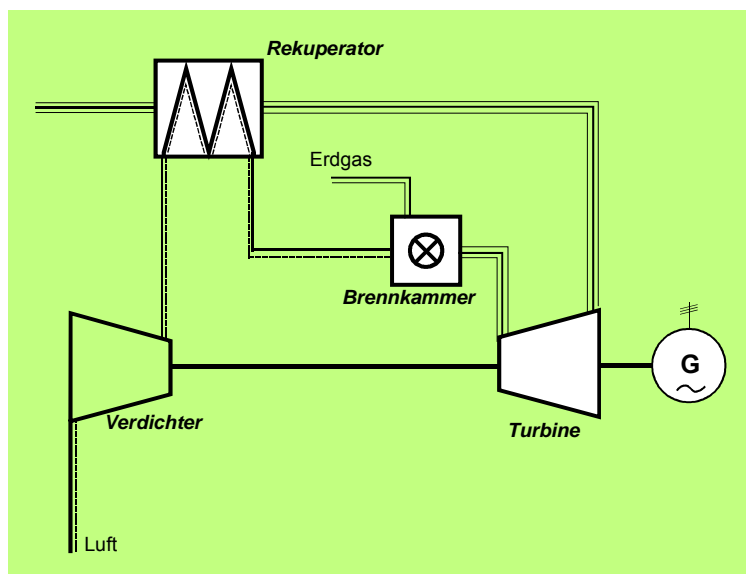 Rekuperator
Erdgas
Brennkammer
G
Verdichter
Turbine
Luft